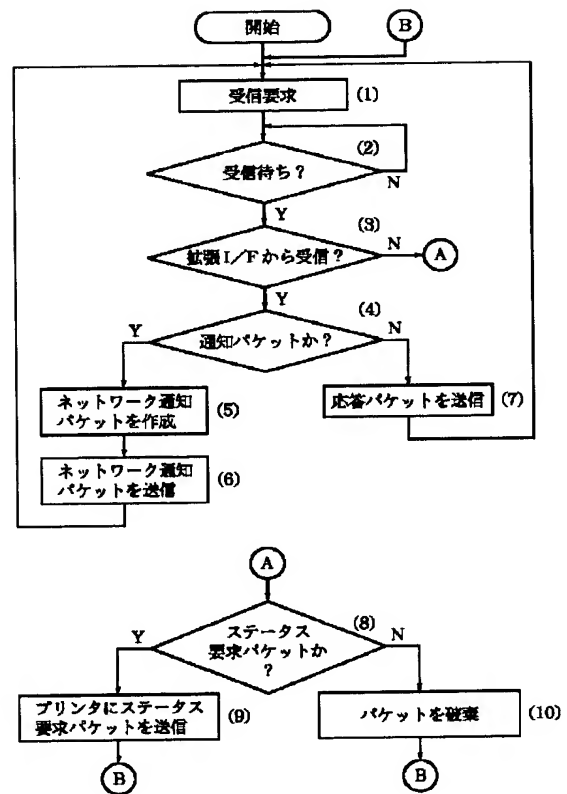 開始
B
受信要求
(1)
(2)
受信待ち?
N
Y
(3)
拡張I/Fから受信?
N
A
Y
(4)
通知パケットか?
Y
N
ネットワーク通知
パケットを作成
(5)
応答パケットを送信
(7)
ネットワーク通知
パケットを送信
(6)
A
(8)
ステータス
要求パケットか
?
Y
N
プリンタにステータス
要求パケットを送信
(9)
パケットを破棄
(10)
B
B